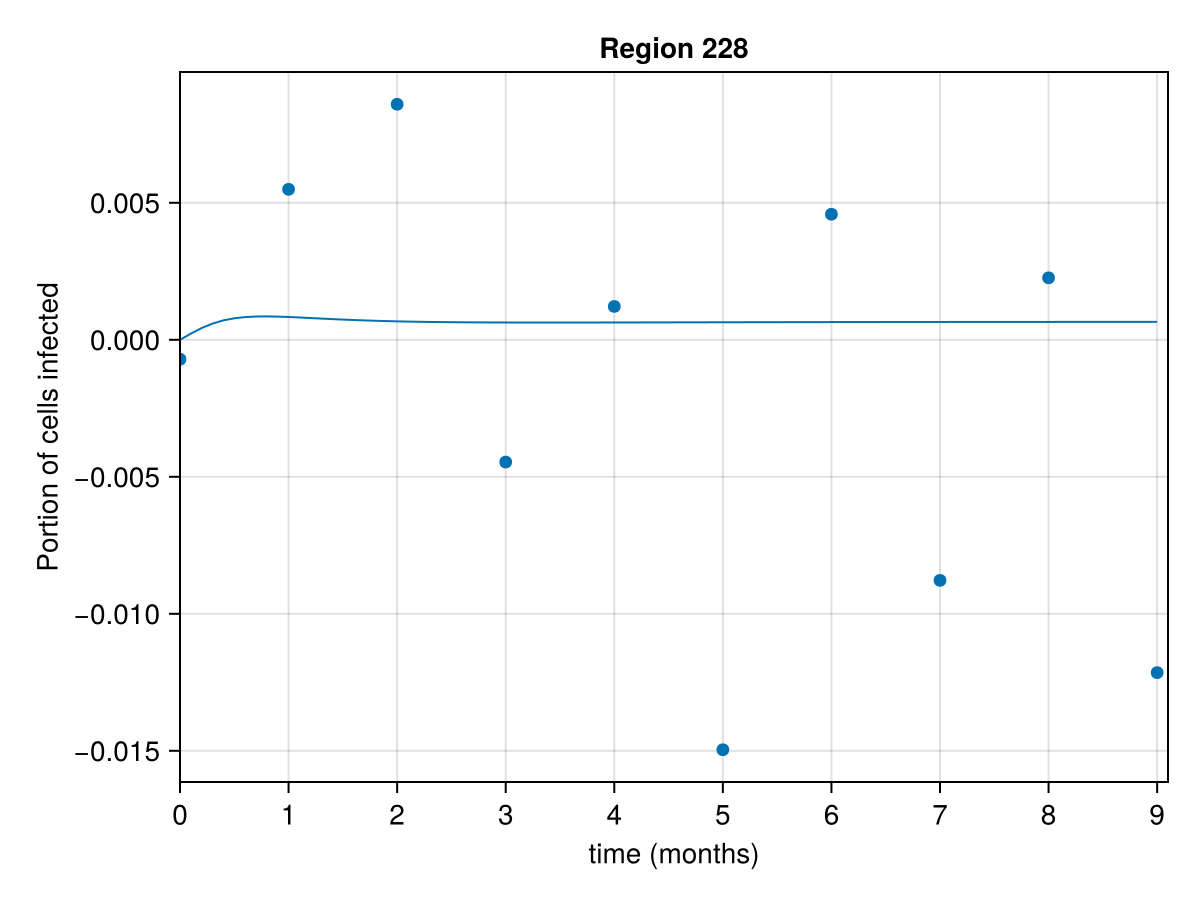 Region 228
Portion of cells infected
0.005
0.000
−0.005
−0.010
−0.015
0 1 2 3 4 5 6 7 8 9
time (months)